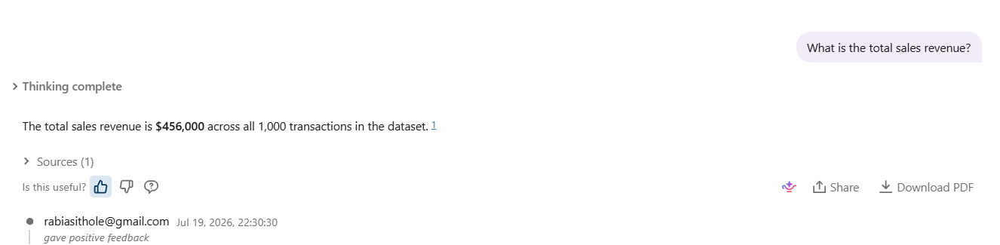 What is the total sales revenue?
Thinking complete
The total sales revenue is $456,000 across all 1,000 transactions in the dataset. 1
Sources (1)
Is this useful? Share Download PDF
rabiasithole@gmail.com Jul 19, 2026, 22:30:30
gave positive feedback